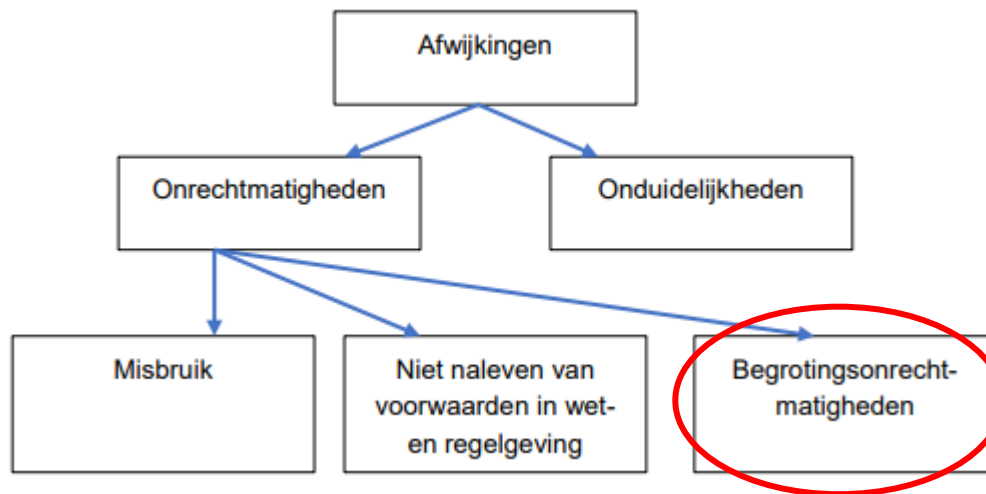 Afwijkingen
Onrechtmatigheden
Onduidelijkheden
Misbruik
Niet naleven van
voorwaarden in wet-
en regelgeving
Begrotingsonrecht-
matigheden